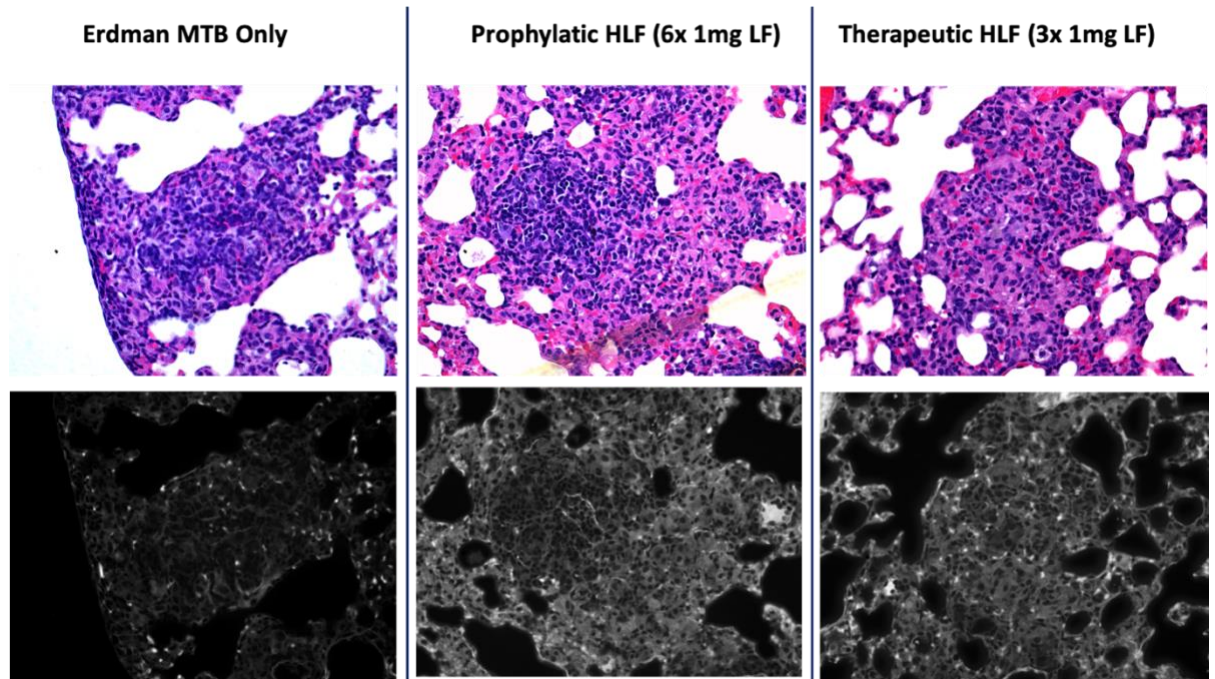 Erdman MTB Only
Prophylatic HLF (6x 1mg LF)
Therapeutic HLF (3x 1mg LF)